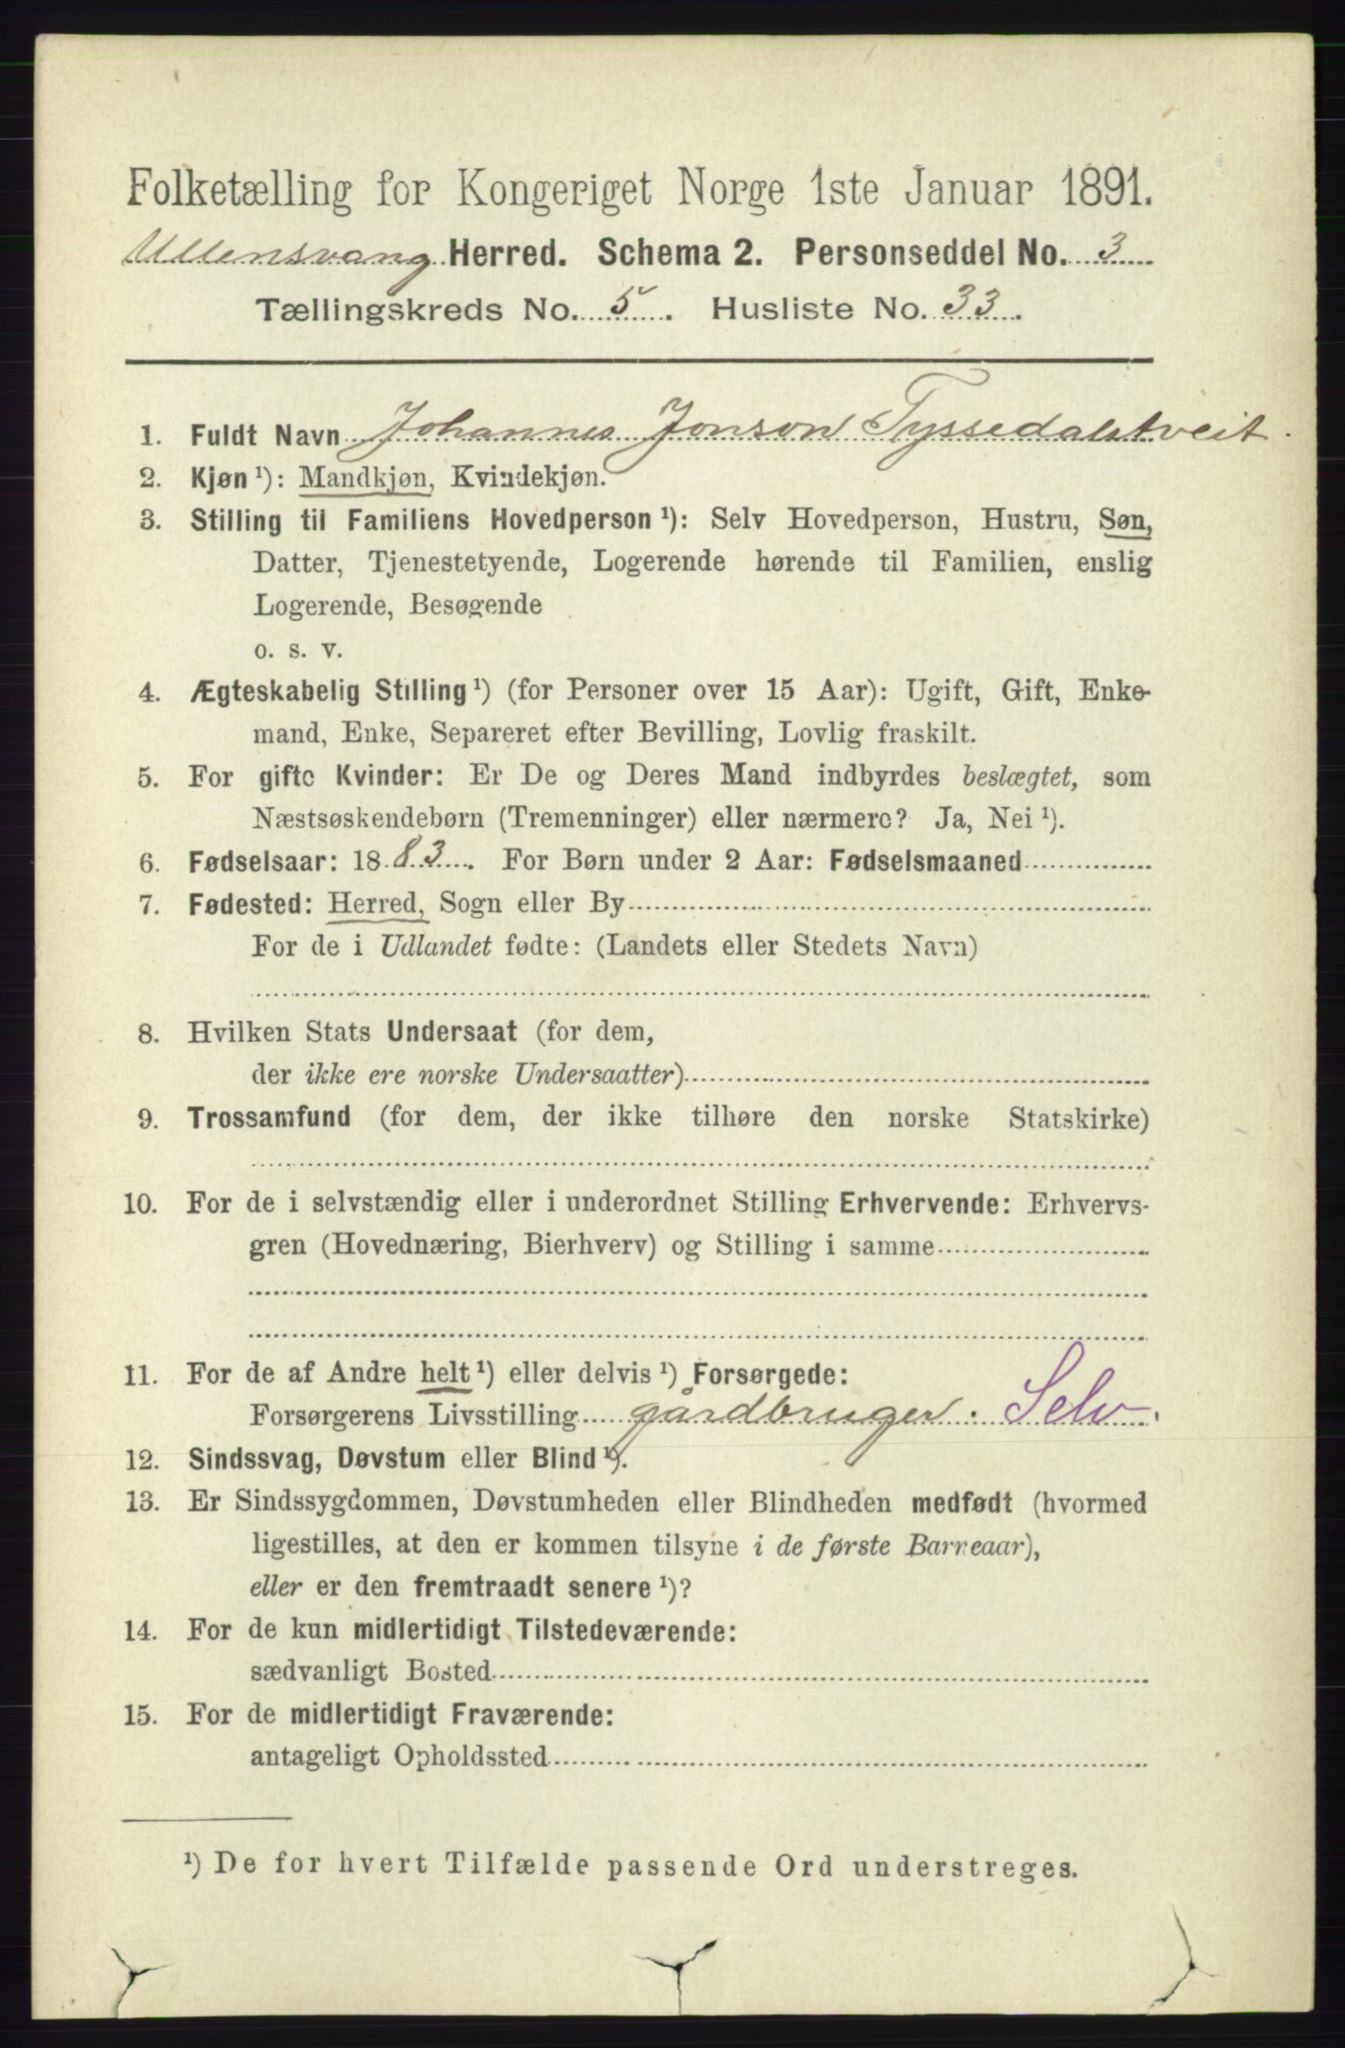 Folketælling for Kongeriget Norge 1ste Januar 1891.
Ullensvang Herred. Schema 2. Personseddel No. 3
Tællingskreds No. 5. Husliste No. 33.
1. Fuldt Navn Johannes Jonson Tyssedalstveit.
2. Kjøn ¹): Mandkjøn, Kvindekjøn.
3. Stilling til Familiens Hovedperson ¹): Selv Hovedperson, Hustru, Søn,
Datter, Tjenestetyende, Logerende hørende til Familien, enslig
Logerende, Besøgende
o. s. v.
4. Ægteskabelig Stilling ¹) (for Personer over 15 Aar): Ugift, Gift, Enke-
mand, Enke, Separeret efter Bevilling, Lovlig fraskilt.
5. For gifte Kvinder: Er De og Deres Mand indbyrdes beslægtet, som
Næstsøskendebørn (Tremenninger) eller nærmere? Ja, Nei ¹).
6. Fødselsaar: 1883. For Børn under 2 Aar: Fødselsmaaned
7. Fødested: Herred, Sogn eller By
For de i Udlandet fødte: (Landets eller Stedets Navn)
8. Hvilken Stats Undersaat (for dem,
der ikke ere norske Undersaatter)
9. Trossamfund (for dem, der ikke tilhøre den norske Statskirke)
10. For de i selvstændig eller i underordnet Stilling Erhvervende: Erhvervs-
gren (Hovednæring, Bierhverv) og Stilling i samme
11. For de af Andre helt ¹) eller delvis ¹) Forsørgede:
Forsørgerens Livsstilling gårdbruger. Selv.
12. Sindssvag, Døvstum eller Blind ¹).
13. Er Sindssygdommen, Døvstumheden eller Blindheden medfødt (hvormed
ligestilles, at den er kommen tilsyne i de første Barneaar),
eller er den fremtraadt senere ¹)?
14. For de kun midlertidigt Tilstedeværende:
sædvanligt Bosted
15. For de midlertidigt Fraværende:
antageligt Opholdssted
¹) De for hvert Tilfælde passende Ord understreges.